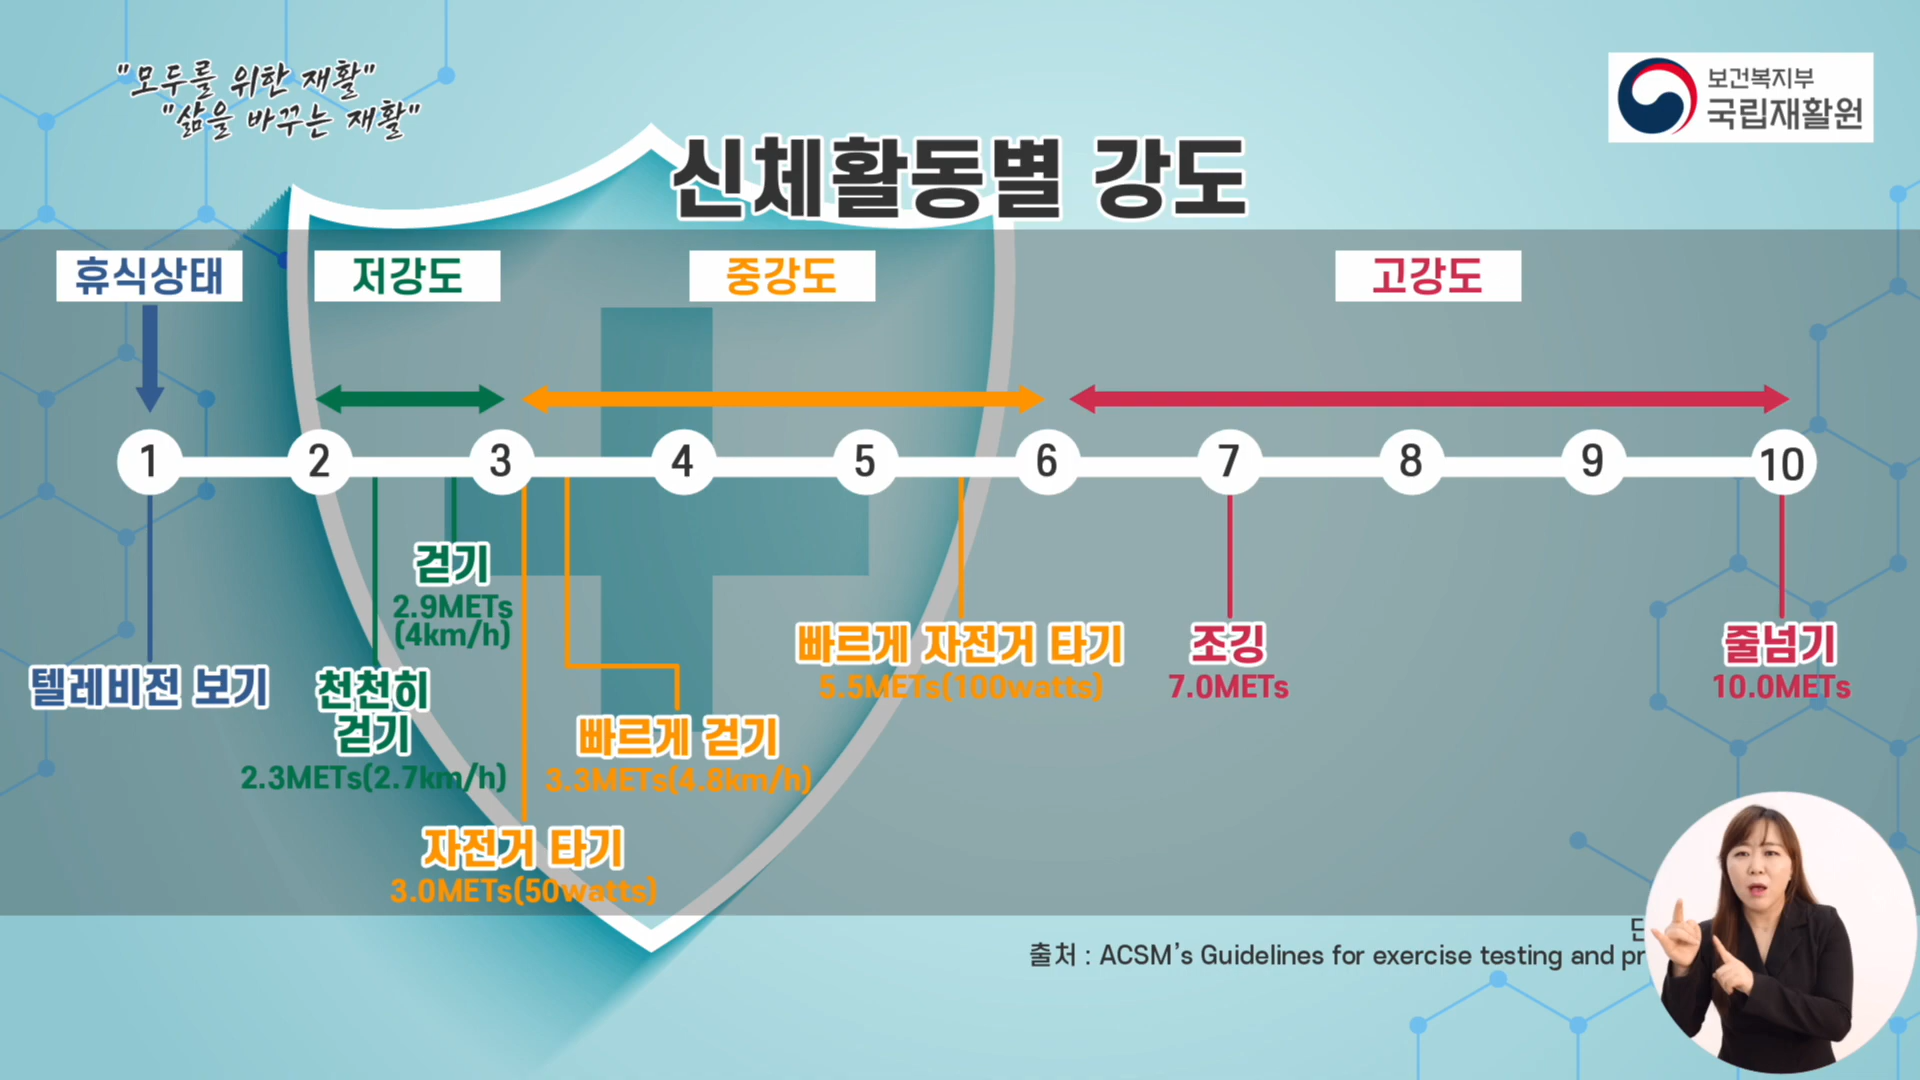 "모두를 위한 재활"
"삶을 바꾸는 재활"
보건복지부
국립재활원
신체활동별 강도
휴식상태
저강도
중강도
고강도
1
2
3
4
5
6
7
8
9
10
걷기
2.9METs
(4km/h)
텔레비전 보기
천천히
걷기
2.3METs(2.7km/h)
자전거 타기
3.0METs(50watts)
빠르게 걷기
3.3METs(4.8km/h)
빠르게 자전거 타기
5.5METs(100watts)
조깅
7.0METs
줄넘기
10.0METs
출처 : ACSM's Guidelines for exercise testing and